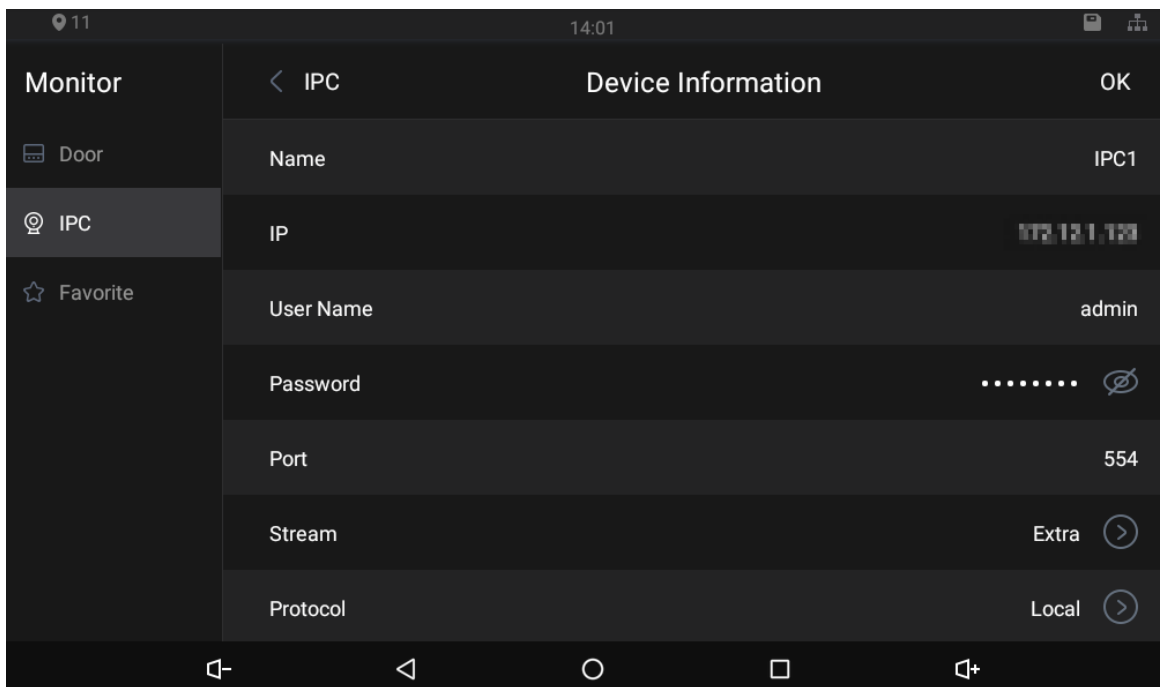 11
14:01
Monitor
IPC
Device Information
OK
Door
Name
IPC1
IPC
IP
Favorite
User Name
admin
Password
Port
554
Stream
Extra
Protocol
Local